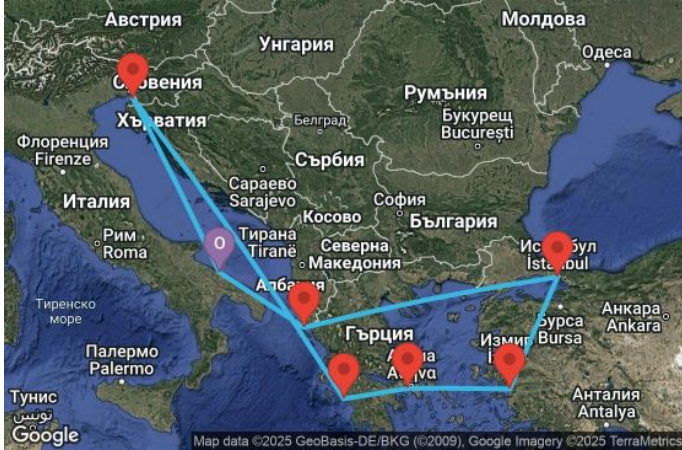 Австрия
Молдова
Унгария
Одеса
Словения
Румъния
Хърватия
Белград
Букурещ
București
Флоренция
Firenze
Сърбия
Сараево
Sarajevo
Италия
София
Косово
България
O
Рим
Roma
Тирана
Tiranë
Северна
Македония
İstanbul
Тиренско
море
Гърция
Бурса
Bursa
Анкара
Ankara
Палермо
Palermo
Тунис
تونس
Анталия
Antalya
Google
Map data ©2025 GeoBasis-DE/BKG (©2009), Google Imagery ©2025 TerraMetrics